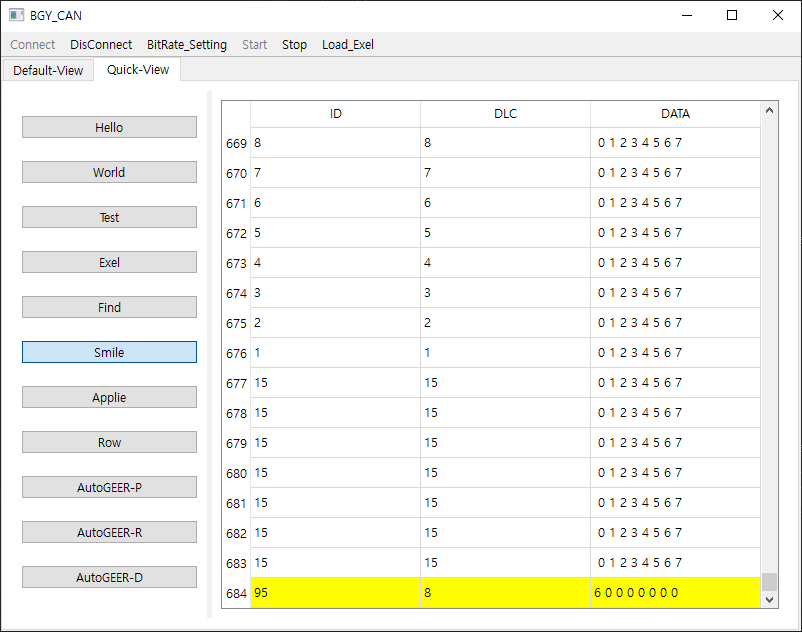 BGY_CAN
Connect DisConnect BitRate_Setting Start Stop Load_Exel
Default-View Quick-View
Hello
World
Test
Exel
Find
Smile
Applie
Row
AutoGEER-P
AutoGEER-R
AutoGEER-D
ID DLC DATA
669 8 8 0 1 2 3 4 5 6 7
670 7 7 0 1 2 3 4 5 6 7
671 6 6 0 1 2 3 4 5 6 7
672 5 5 0 1 2 3 4 5 6 7
673 4 4 0 1 2 3 4 5 6 7
674 3 3 0 1 2 3 4 5 6 7
675 2 2 0 1 2 3 4 5 6 7
676 1 1 0 1 2 3 4 5 6 7
677 15 15 0 1 2 3 4 5 6 7
678 15 15 0 1 2 3 4 5 6 7
679 15 15 0 1 2 3 4 5 6 7
680 15 15 0 1 2 3 4 5 6 7
681 15 15 0 1 2 3 4 5 6 7
682 15 15 0 1 2 3 4 5 6 7
683 15 15 0 1 2 3 4 5 6 7
684 95 8 6 0 0 0 0 0 0 0